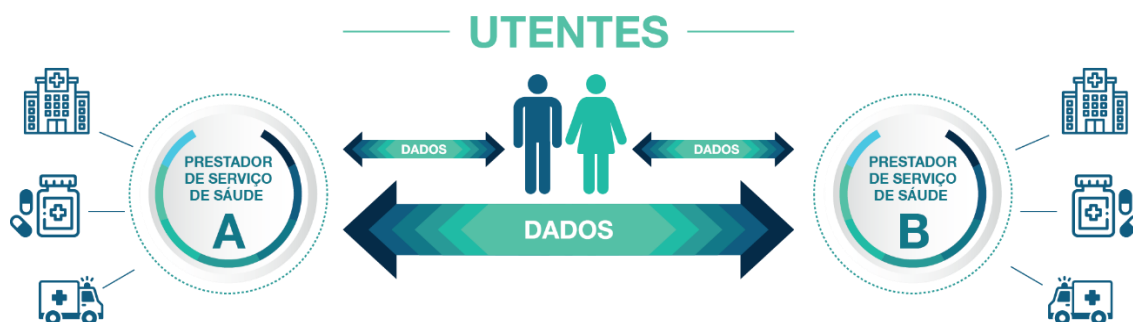 UTENTES
PRESTADOR
DE SERVIÇO
DE SÁUDE
A
DADOS
DADOS
DADOS
PRESTADOR
DE SERVIÇO
DE SÁUDE
B